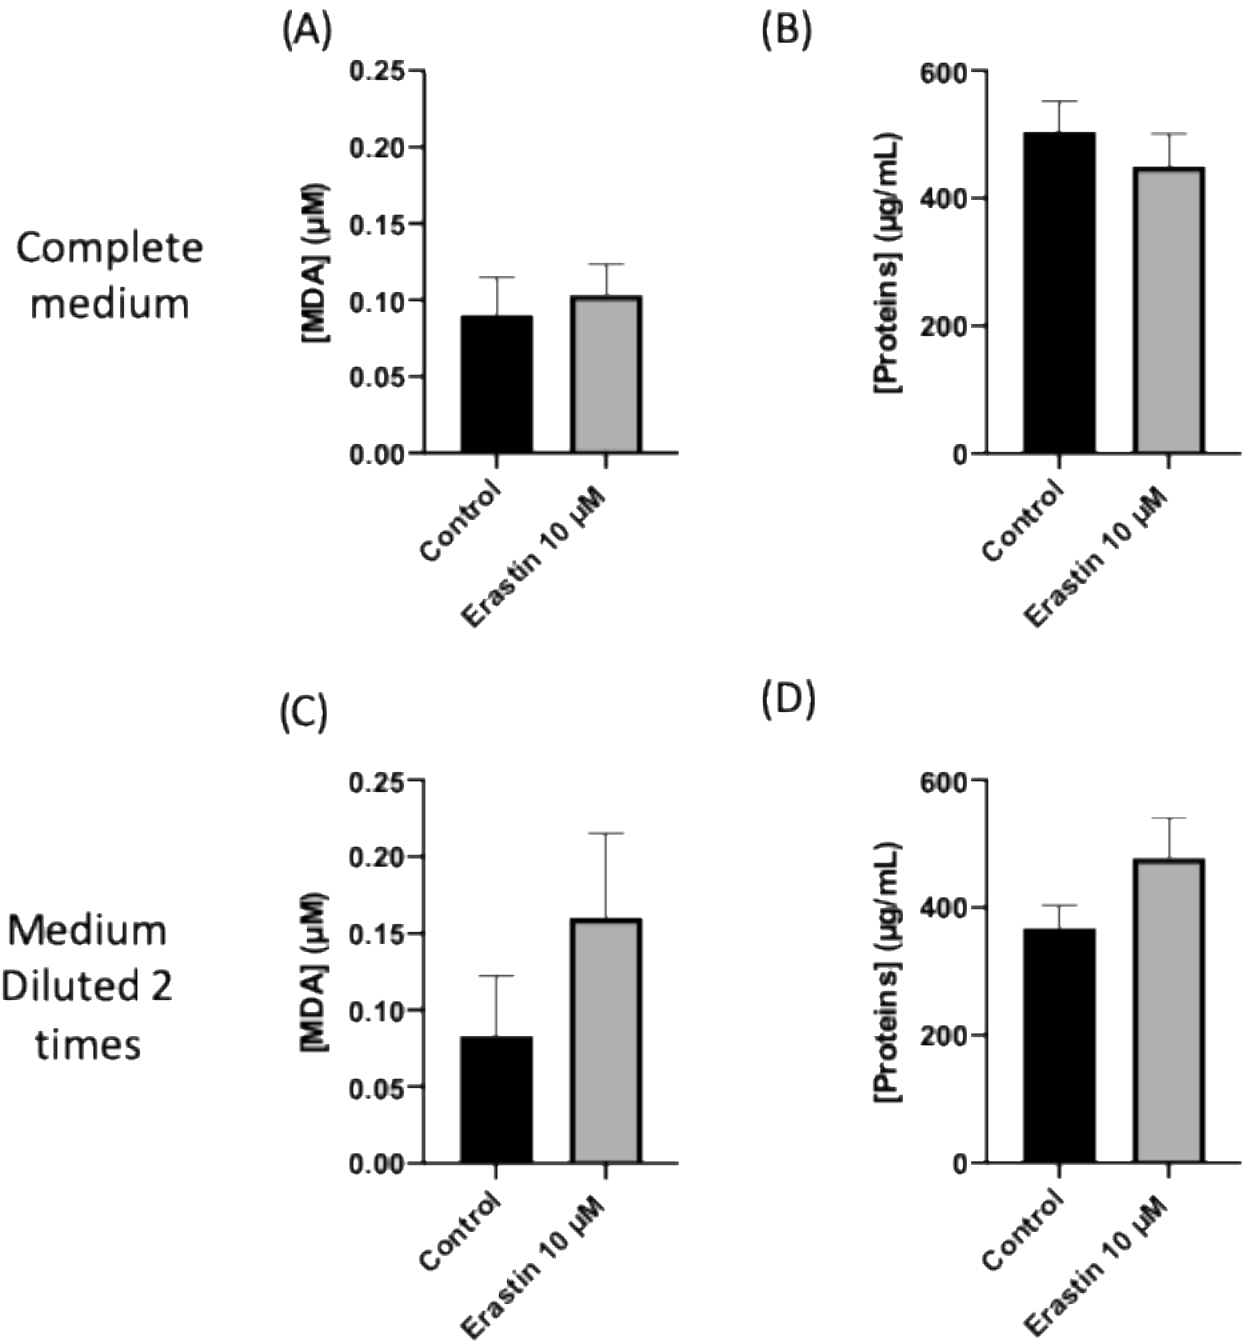 (A)
(B)
0.25
0.20
0.15
0.10
0.05
0.00
[MDA] (µM)
Control
Erastin 10 µM
600
400
200
0
[Proteins] (µg/mL)
Control
Erastin 10 µM
Complete
medium
(C)
(D)
0.25
0.20
0.15
0.10
0.05
0.00
[MDA] (µM)
Control
Erastin 10 µM
600
400
200
0
[Proteins] (µg/mL)
Control
Erastin 10 µM
Medium
Diluted 2
times